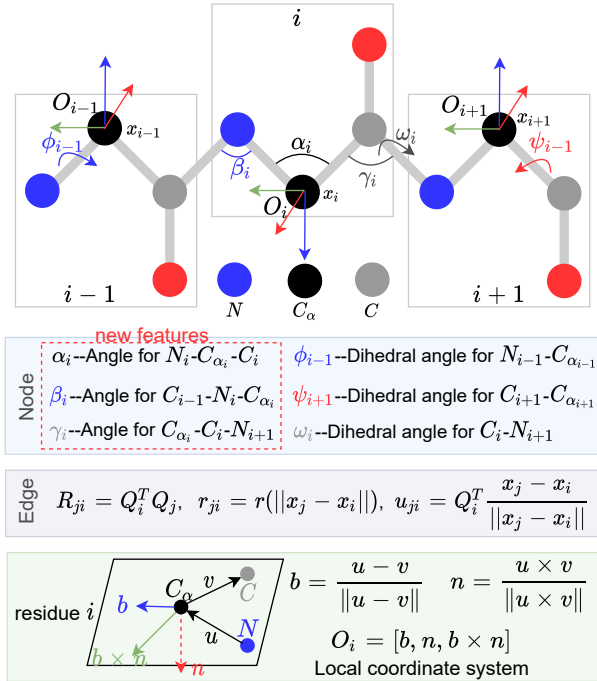 i
O_{i-1}
x_{i-1}
ϕ_{i-1}
β_i
α_i
x_i
O_i
γ_i
ω_i
O_{i+1}
x_{i+1}
ψ_{i-1}
i − 1
N
C_α
C
i + 1
new features
Node
α_i--Angle for N_i-C_{α_i}-C_i
ϕ_{i-1}--Dihedral angle for N_{i-1}-C_{α_{i-1}}
β_i--Angle for C_{i-1}-N_i-C_{α_i}
ψ_{i+1}--Dihedral angle for C_{i+1}-C_{α_{i+1}}
γ_i--Angle for C_{α_i}-C_i-N_{i+1}
ω_i--Dihedral angle for C_i-N_{i+1}
Edge
R_{ji} = Q_i^T Q_j, r_{ji} = r(||x_j − x_i||), u_{ji} = Q_i^T \frac{x_j − x_i}{||x_j − x_i||}
residue i
C_α
v
C
b
u
N
b × n
n
b = \frac{u − v}{‖u − v‖} n = \frac{u × v}{‖u × v‖}
O_i = [b, n, b × n]
Local coordinate system